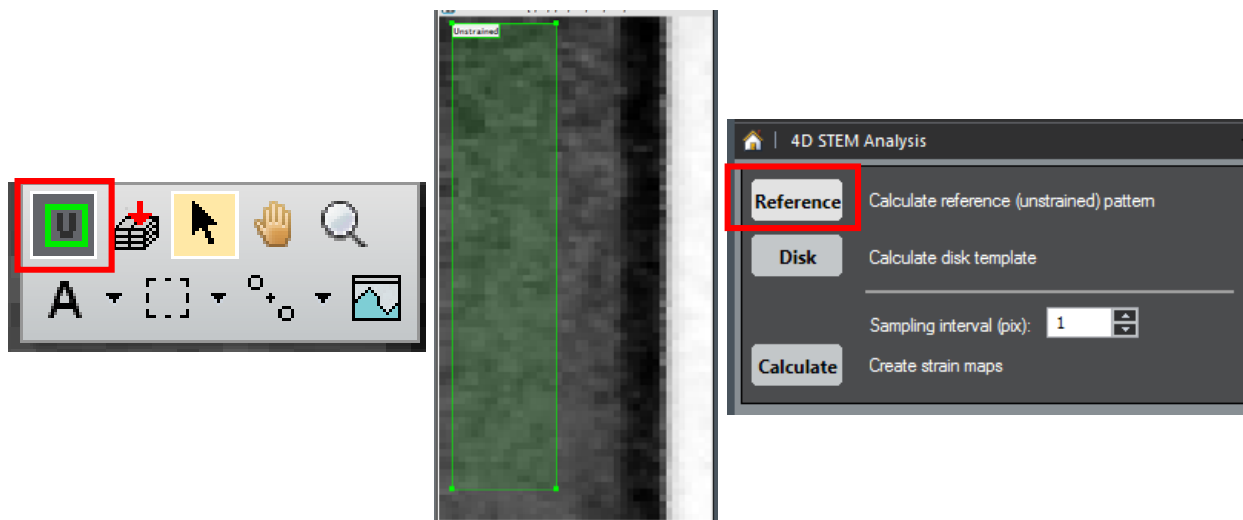 U
A
Unstrained
4D STEM Analysis
Reference Calculate reference (unstrained) pattern
Disk Calculate disk template
Sampling interval (pix): 1
Calculate Create strain maps